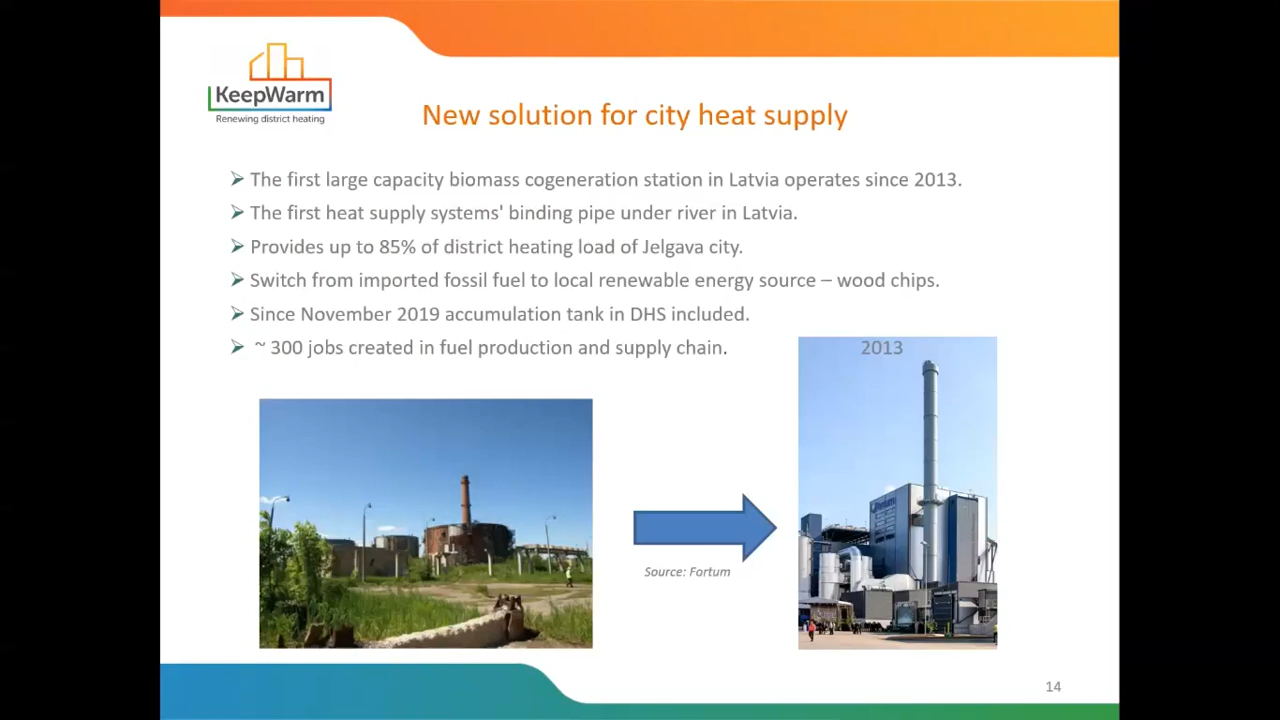 KeepWarm
Renewing district heating
New solution for city heat supply
The first large capacity biomass cogeneration station in Latvia operates since 2013.
The first heat supply systems' binding pipe under river in Latvia.
Provides up to 85% of district heating load of Jelgava city.
Switch from imported fossil fuel to local renewable energy source – wood chips.
Since November 2019 accumulation tank in DHS included.
~ 300 jobs created in fuel production and supply chain.
2013
Fortum
Source: Fortum
14